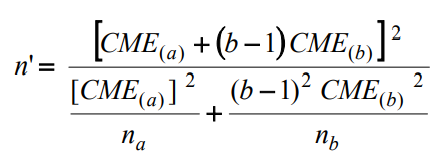 n' = [CME(a) + (b – 1) CME(b)] ²
[CME(a)] ² + (b – 1)² CME(b) ²
na nb